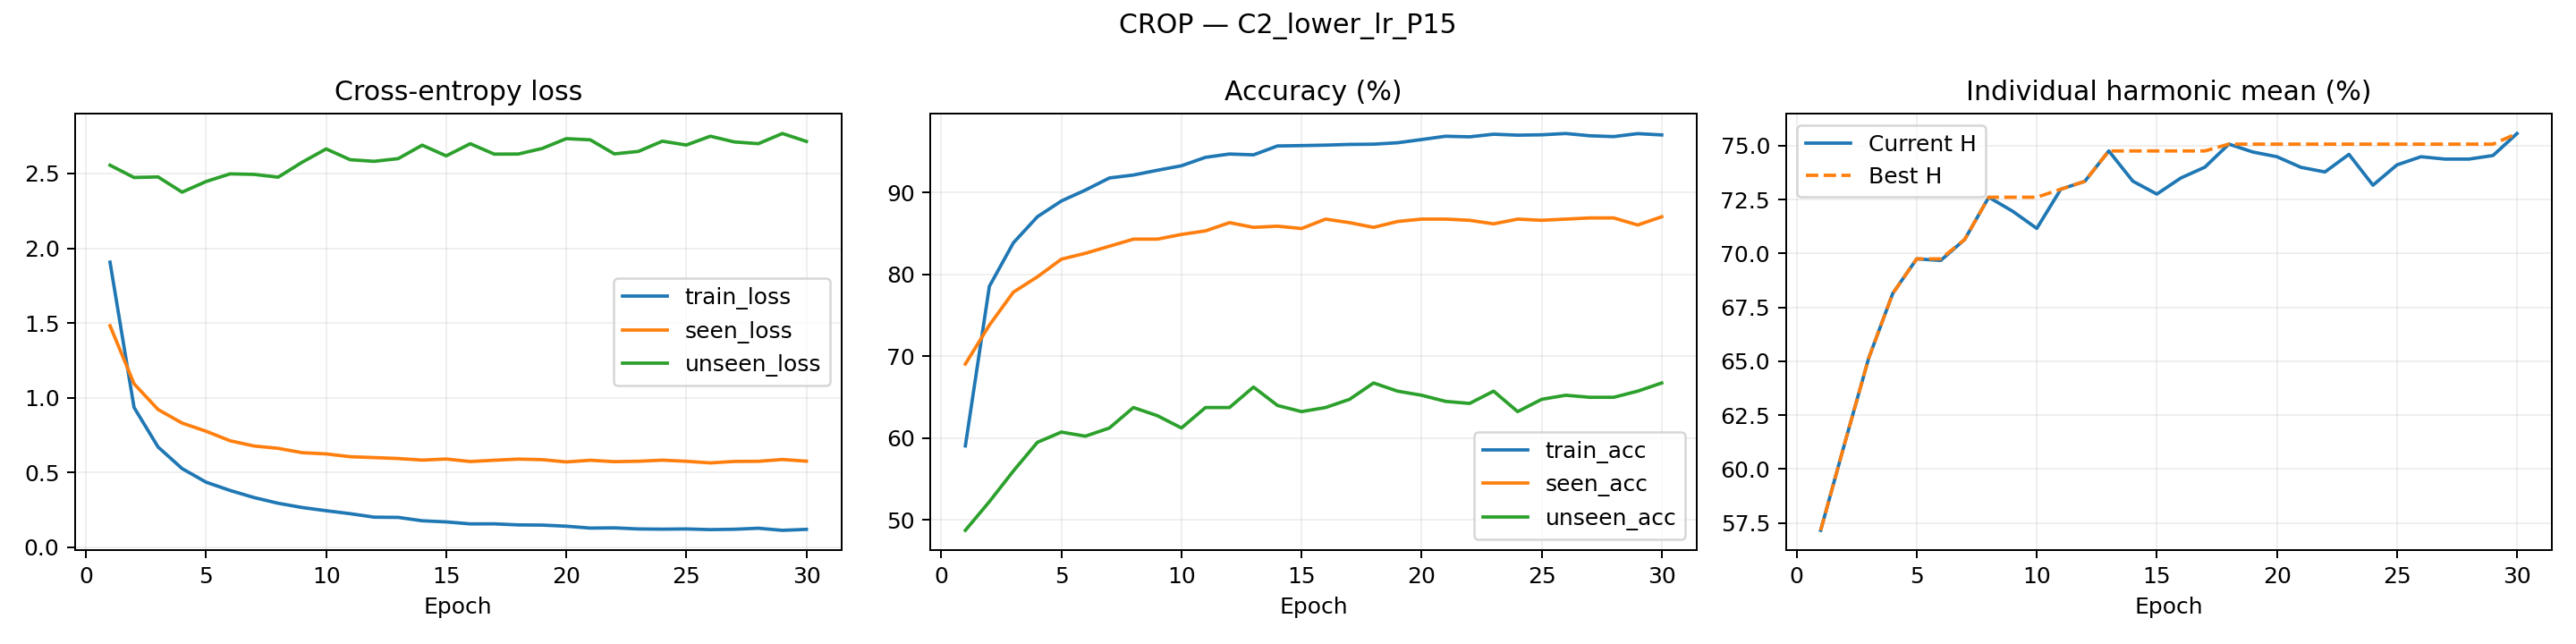 CROP — C2_lower_lr_P15
Cross-entropy loss
2.5
2.0
1.5
1.0
0.5
0.0
0 5 10 15 20 25 30
Epoch
train_loss
seen_loss
unseen_loss
Accuracy (%)
90
80
70
60
50
0 5 10 15 20 25 30
Epoch
train_acc
seen_acc
unseen_acc
Individual harmonic mean (%)
75.0
72.5
70.0
67.5
65.0
62.5
60.0
57.5
0 5 10 15 20 25 30
Epoch
Current H
Best H